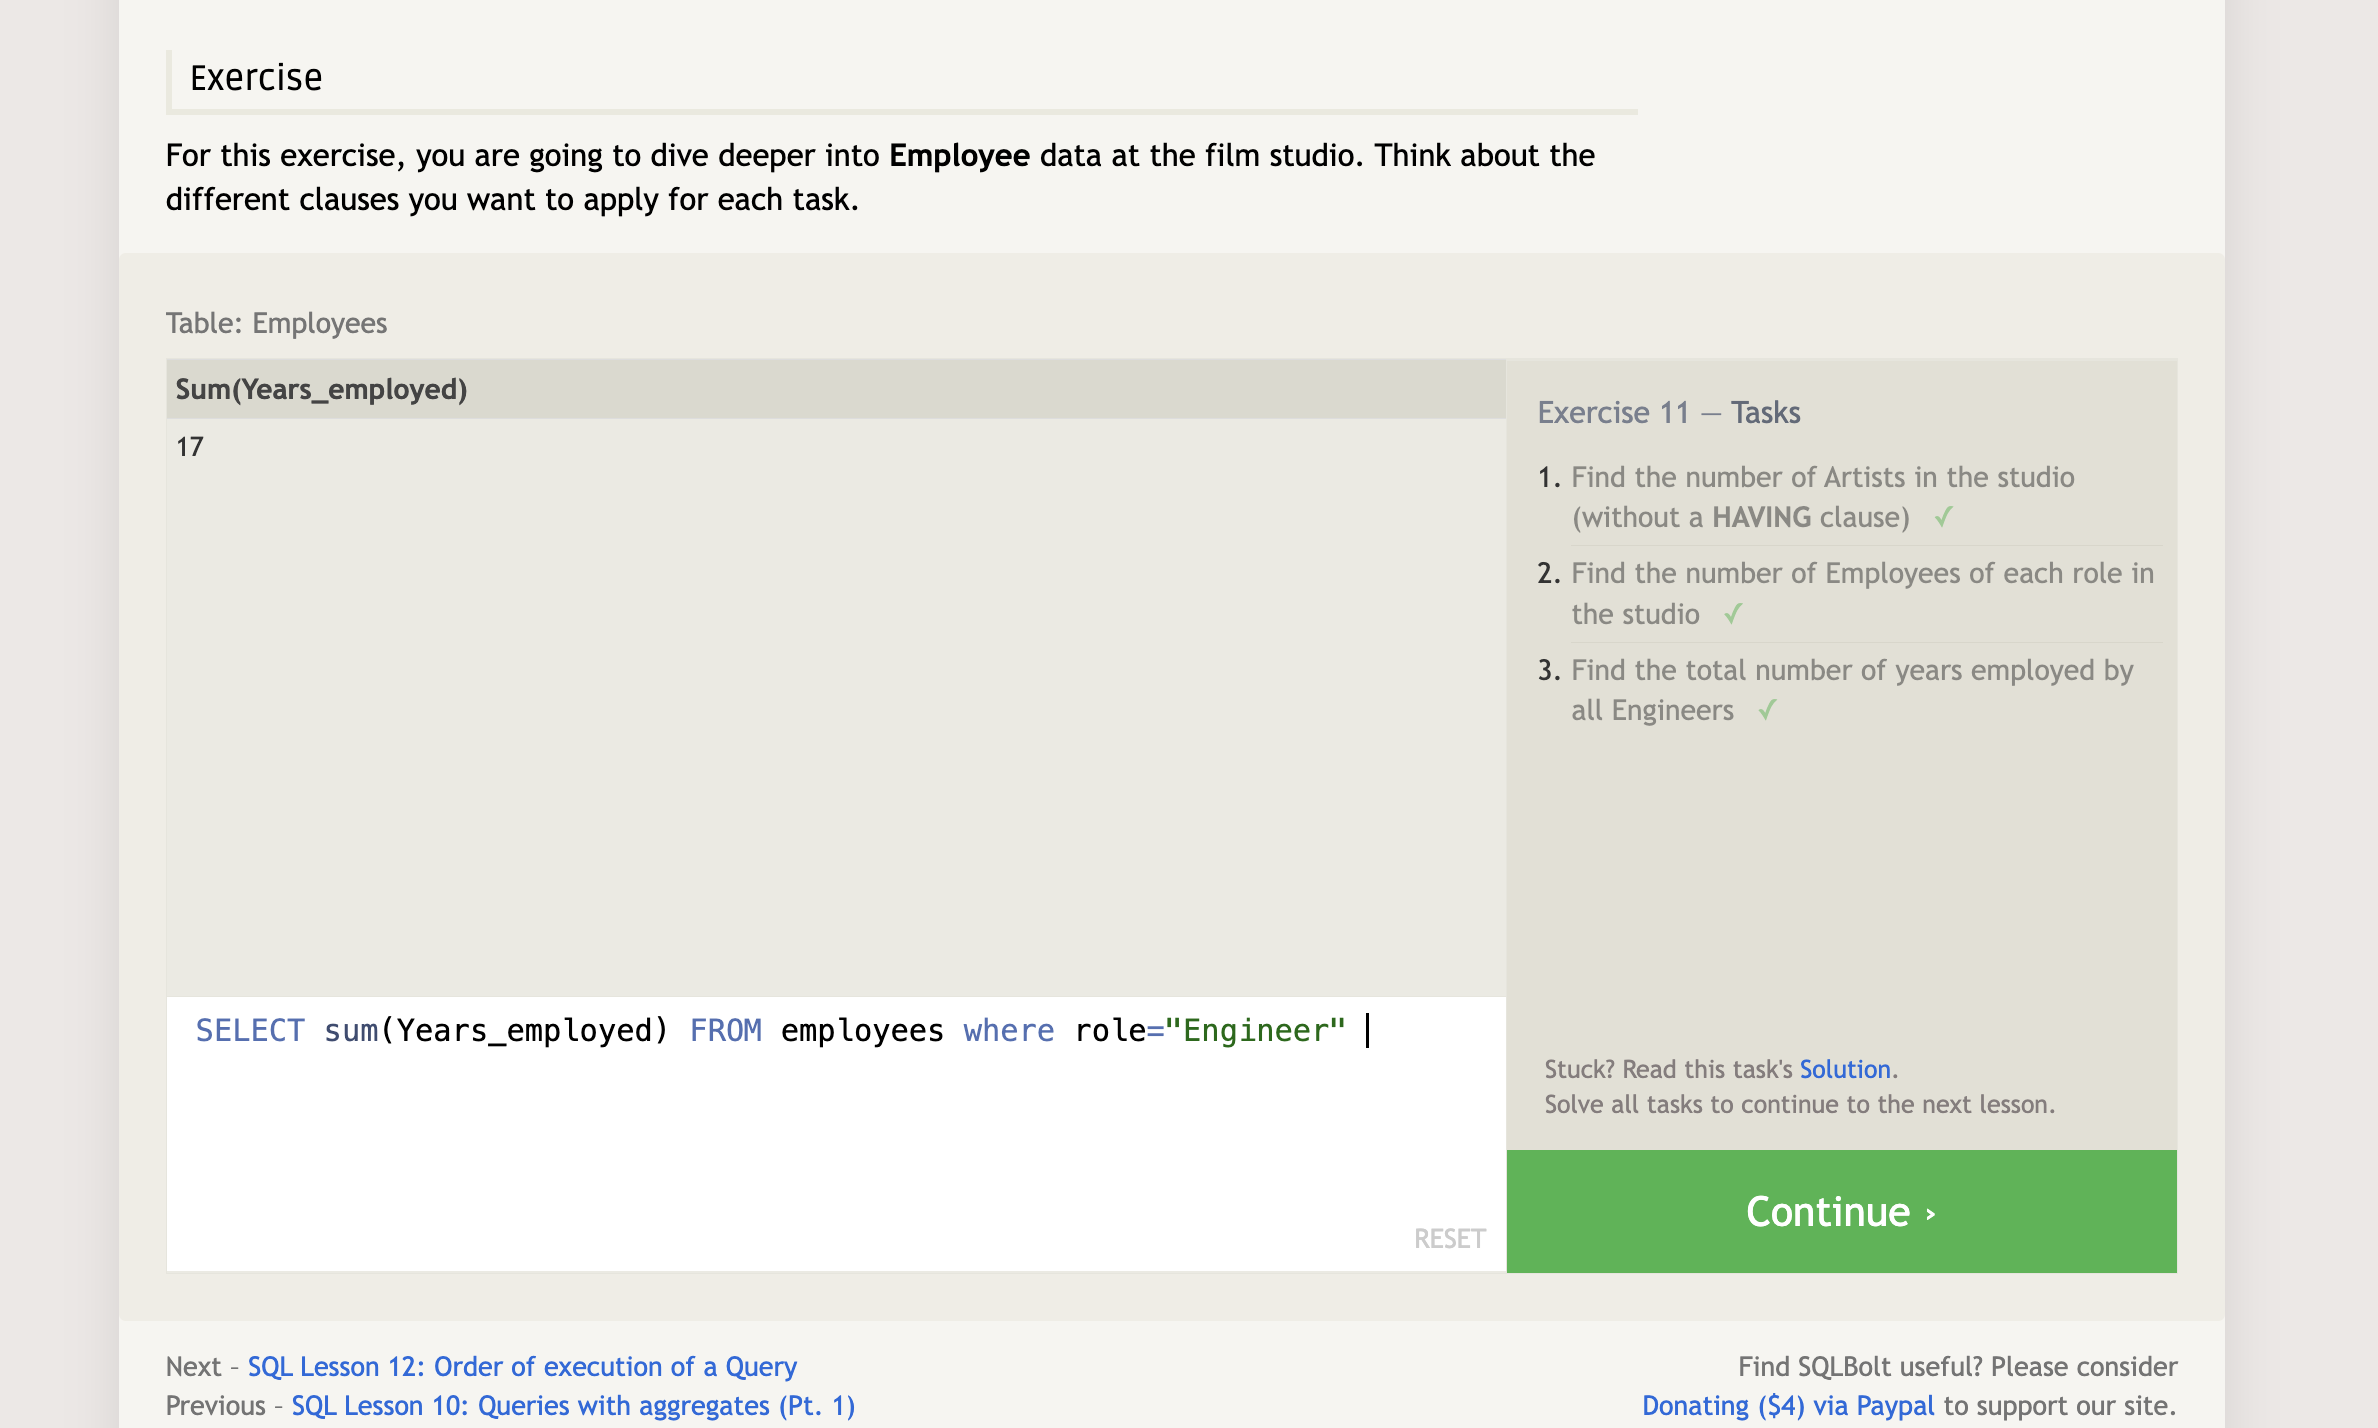 Exercise
For this exercise, you are going to dive deeper into Employee data at the film studio. Think about the
different clauses you want to apply for each task.
Table: Employees
Sum(Years_employed)
17
SELECT sum(Years_employed) FROM employees where role="Engineer"
RESET
Exercise 11 — Tasks
1. Find the number of Artists in the studio
(without a HAVING clause) ✓
2. Find the number of Employees of each role in
the studio ✓
3. Find the total number of years employed by
all Engineers ✓
Stuck? Read this task's Solution.
Solve all tasks to continue to the next lesson.
Continue ›
Next – SQL Lesson 12: Order of execution of a Query
Previous – SQL Lesson 10: Queries with aggregates (Pt. 1)
Find SQLBolt useful? Please consider
Donating ($4) via Paypal to support our site.